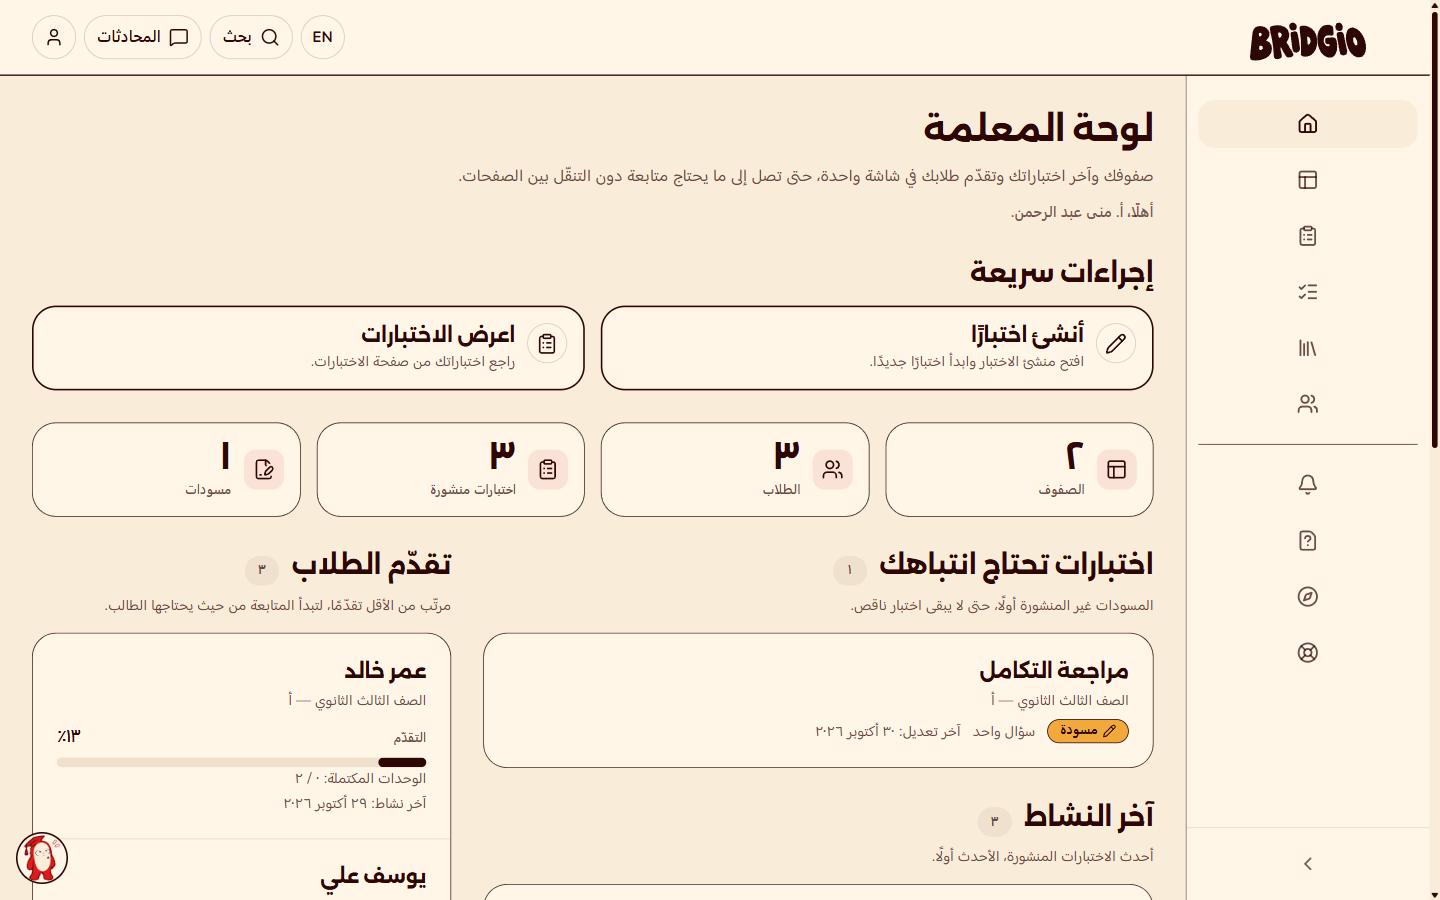 BRiDGiO
EN
بحث
المحادثات
لوحة المعلمة
صفوفك وآخر اختباراتك وتقدّم طلابك في شاشة واحدة، حتى تصل إلى ما يحتاج متابعة دون التنقّل بين الصفحات.
أهلًا، أ. منى عبد الرحمن.
إجراءات سريعة
أنشئ اختبارًا
افتح منشئ الاختبار وابدأ اختبارًا جديدًا.
اعرض الاختبارات
راجع اختباراتك من صفحة الاختبارات.
٢
الصفوف
٣
الطلاب
٣
اختبارات منشورة
١
مسودات
اختبارات تحتاج انتباهك ١
المسودات غير المنشورة أولًا، حتى لا يبقى اختبار ناقص.
مراجعة التكامل
الصف الثالث الثانوي — أ
مسودة سؤال واحد آخر تعديل: ٣٠ أكتوبر ٢٠٢٦
آخر النشاط ٣
أحدث الاختبارات المنشورة، الأحدث أولًا.
تقدّم الطلاب ٣
مرتّب من الأقل تقدّمًا، لتبدأ المتابعة من حيث يحتاجها الطالب.
عمر خالد
الصف الثالث الثانوي — أ
التقدّم ١٣٪
الوحدات المكتملة: ٠ / ٢
آخر نشاط: ٢٩ أكتوبر ٢٠٢٦
يوسف علي